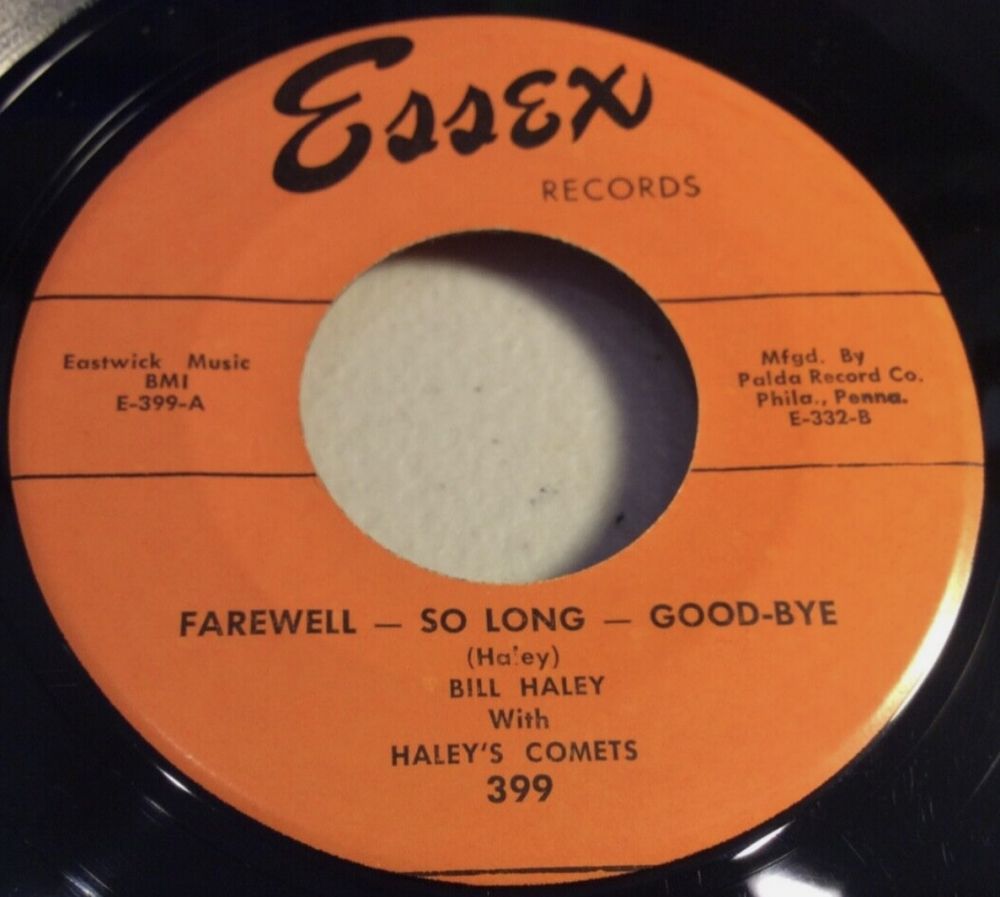 Essex
RECORDS
Eastwick Music
BMI
E-399-A
Mfgd. By
Palda Record Co.
Phila., Penna.
E-332-B
FAREWELL — SO LONG — GOOD-BYE
(Haley)
BILL HALEY
With
HALEY'S COMETS
399